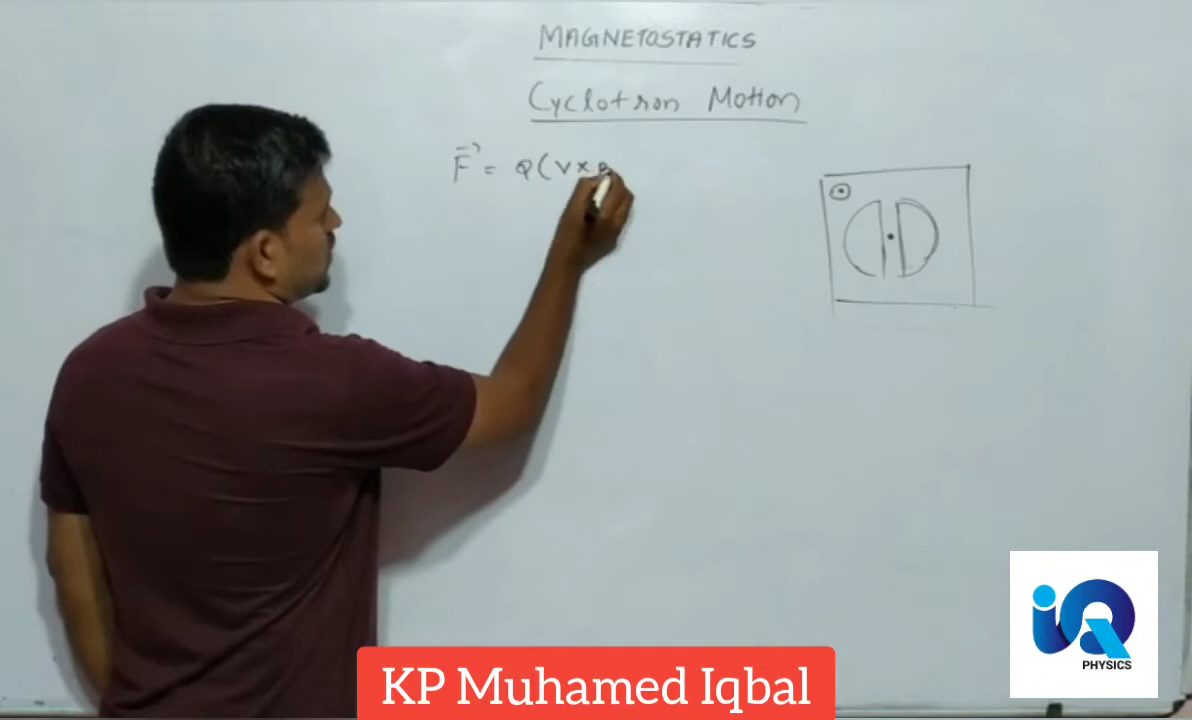 MAGNETOSTATICS
Cyclotron Motion
F⃗ = Q(V×B
iQ
PHYSICS
KP Muhamed Iqbal